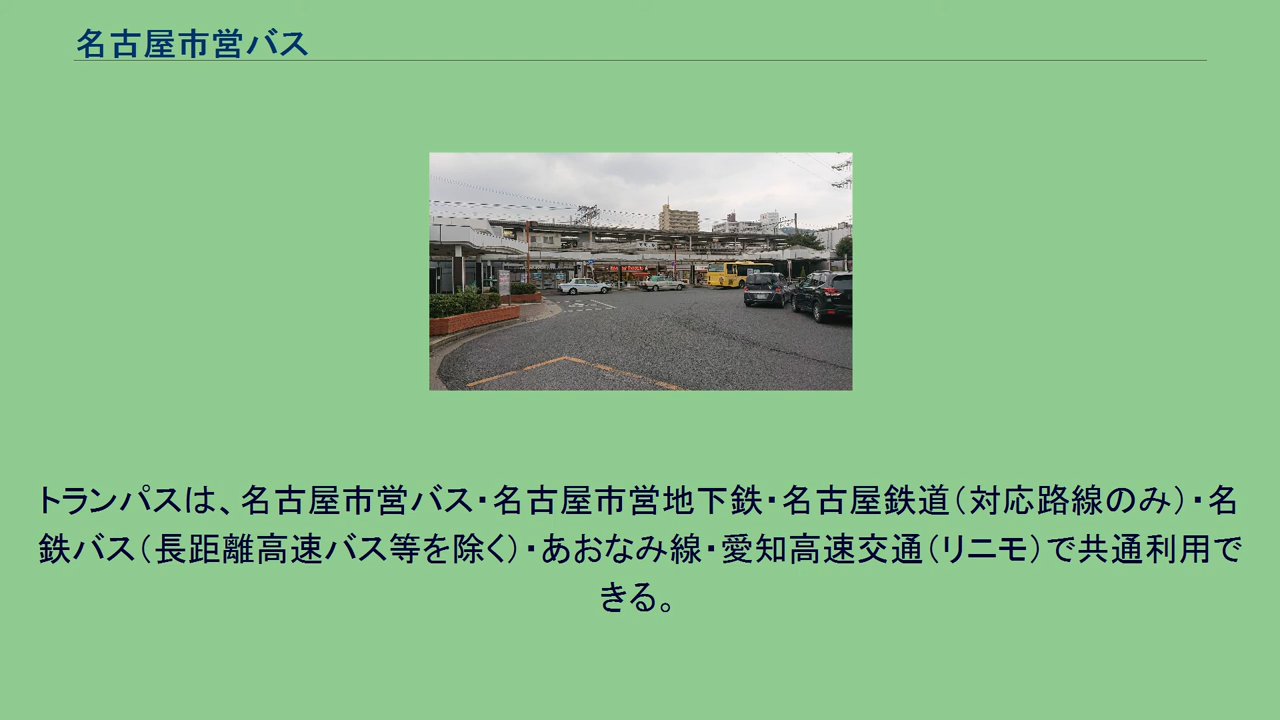 名古屋市営バス
トランパスは、名古屋市営バス・名古屋市営地下鉄・名古屋鉄道（対応路線のみ）・名
鉄バス（長距離高速バス等を除く）・あおなみ線・愛知高速交通（リニモ）で共通利用で
きる。